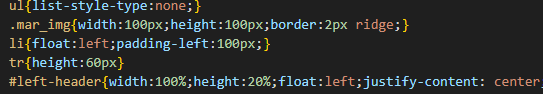 ul{list-style-type:none;}
.mar_img{width:100px;height:100px;border:2px ridge;}
li{float:left;padding-left:100px;}
tr{height:60px}
#left-header{width:100%;height:20%;float:left;justify-content: center;